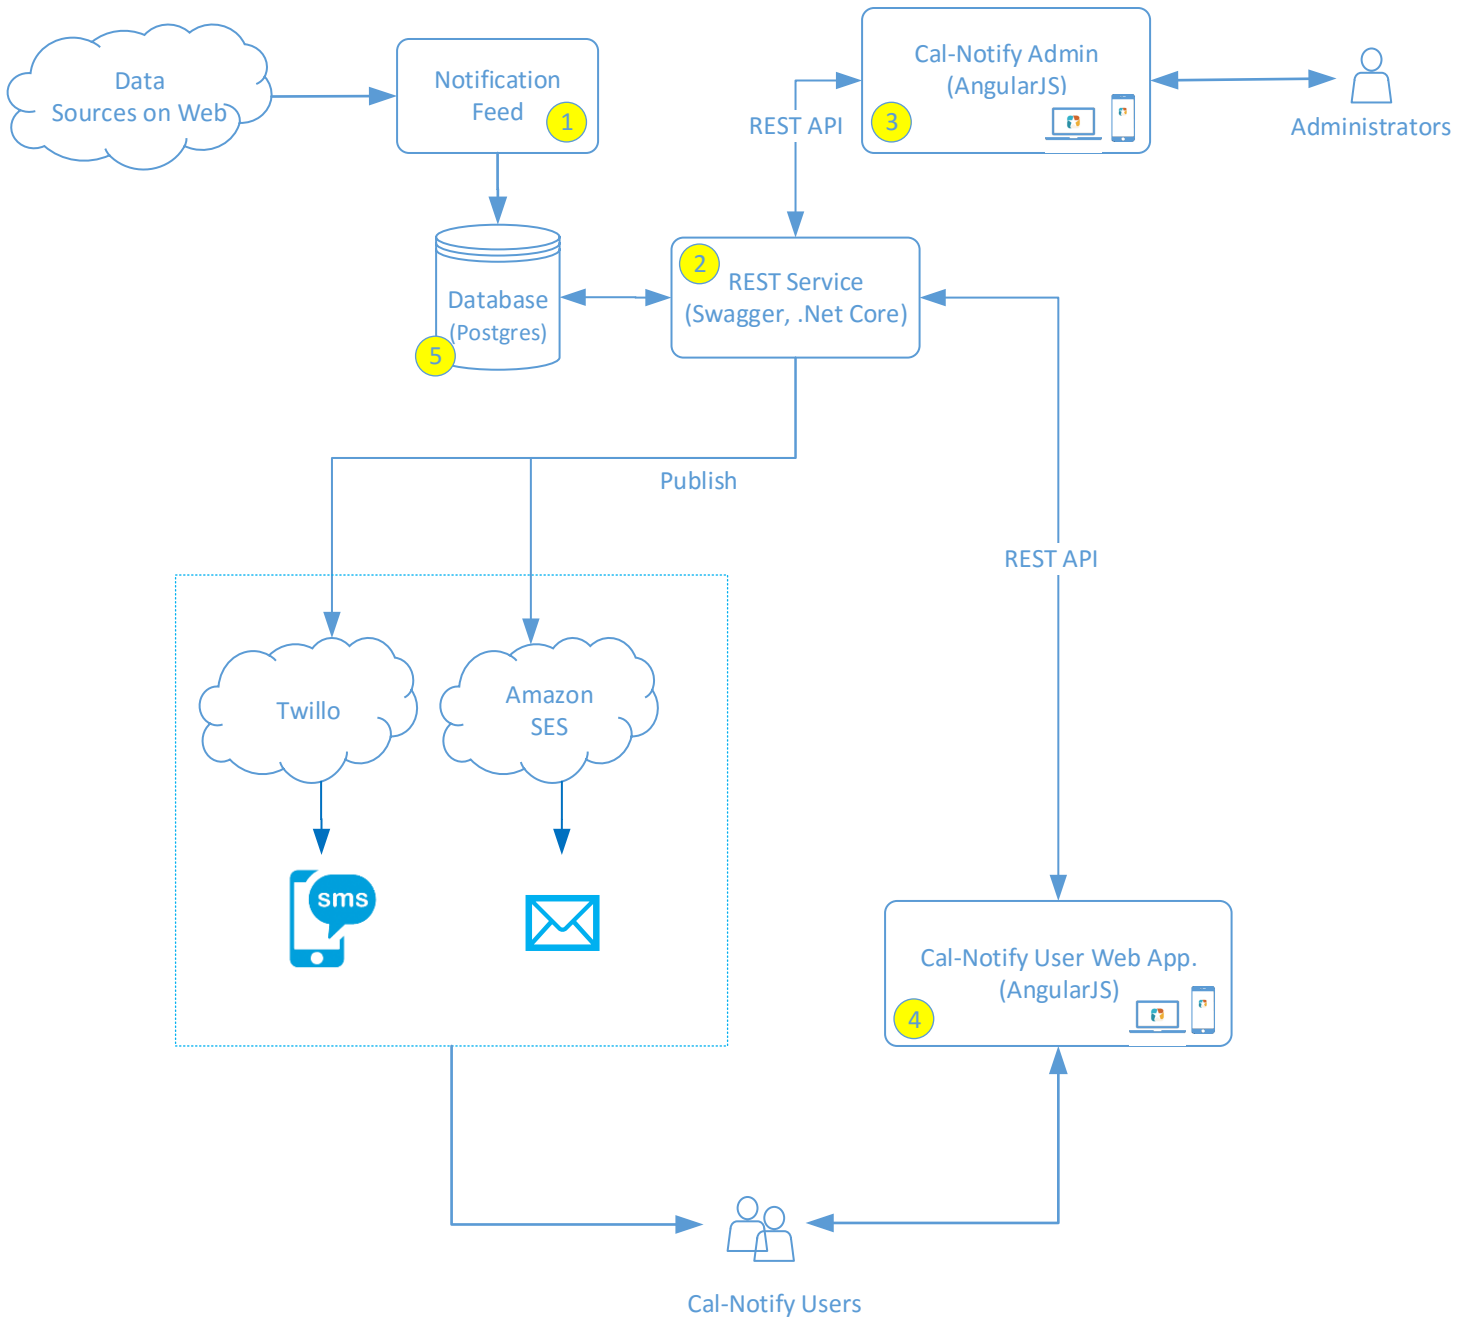 Data
Sources on Web
Notification
Feed
1
Cal-Notify Admin
(AngularJS)
3
Administrators
REST API
2
REST Service
(Swagger, .Net Core)
Database
(Postgres)
5
Publish
REST API
Twillo
Amazon
SES
sms
Cal-Notify User Web App.
(AngularJS)
4
Cal-Notify Users